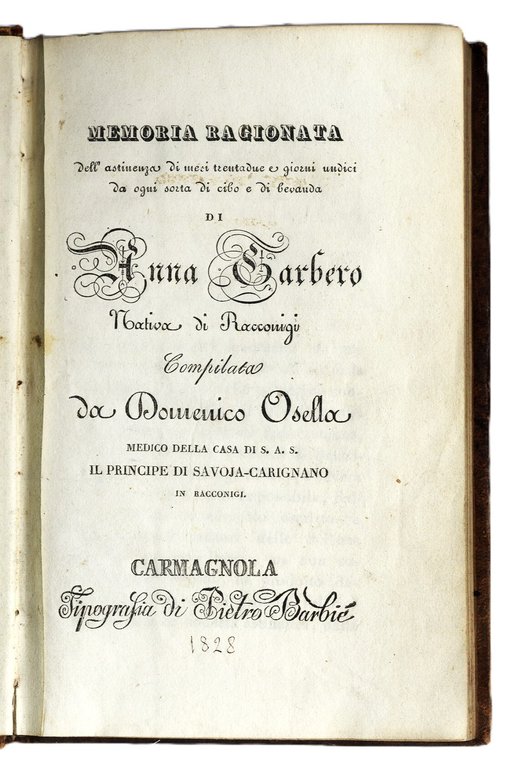 MEMORIA RAGIONATA
dell' astinenza di mesi trentadue e giorni undici
da ogni sorta di cibo e di bevanda
DI
Anna Garbero
Nativa di Racconigi
Compilata
da Domenico Osella
MEDICO DELLA CASA DI S. A. S.
IL PRINCIPE DI SAVOJA-CARIGNANO
IN RACCONIGI.
CARMAGNOLA
Tipografia di Pietro Barbié
1828